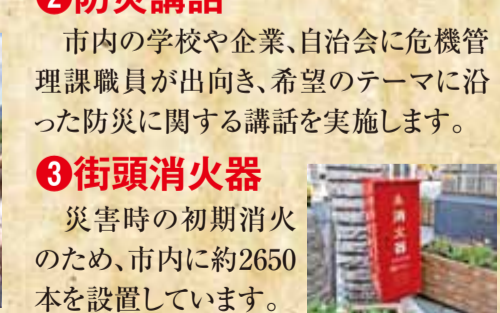 ❷防災講話
市内の学校や企業、自治会に危機管
理課職員が出向き、希望のテーマに沿
った防災に関する講話を実施します。
❸街頭消火器
災害時の初期消火
のため、市内に約2650
本を設置しています。
消火器